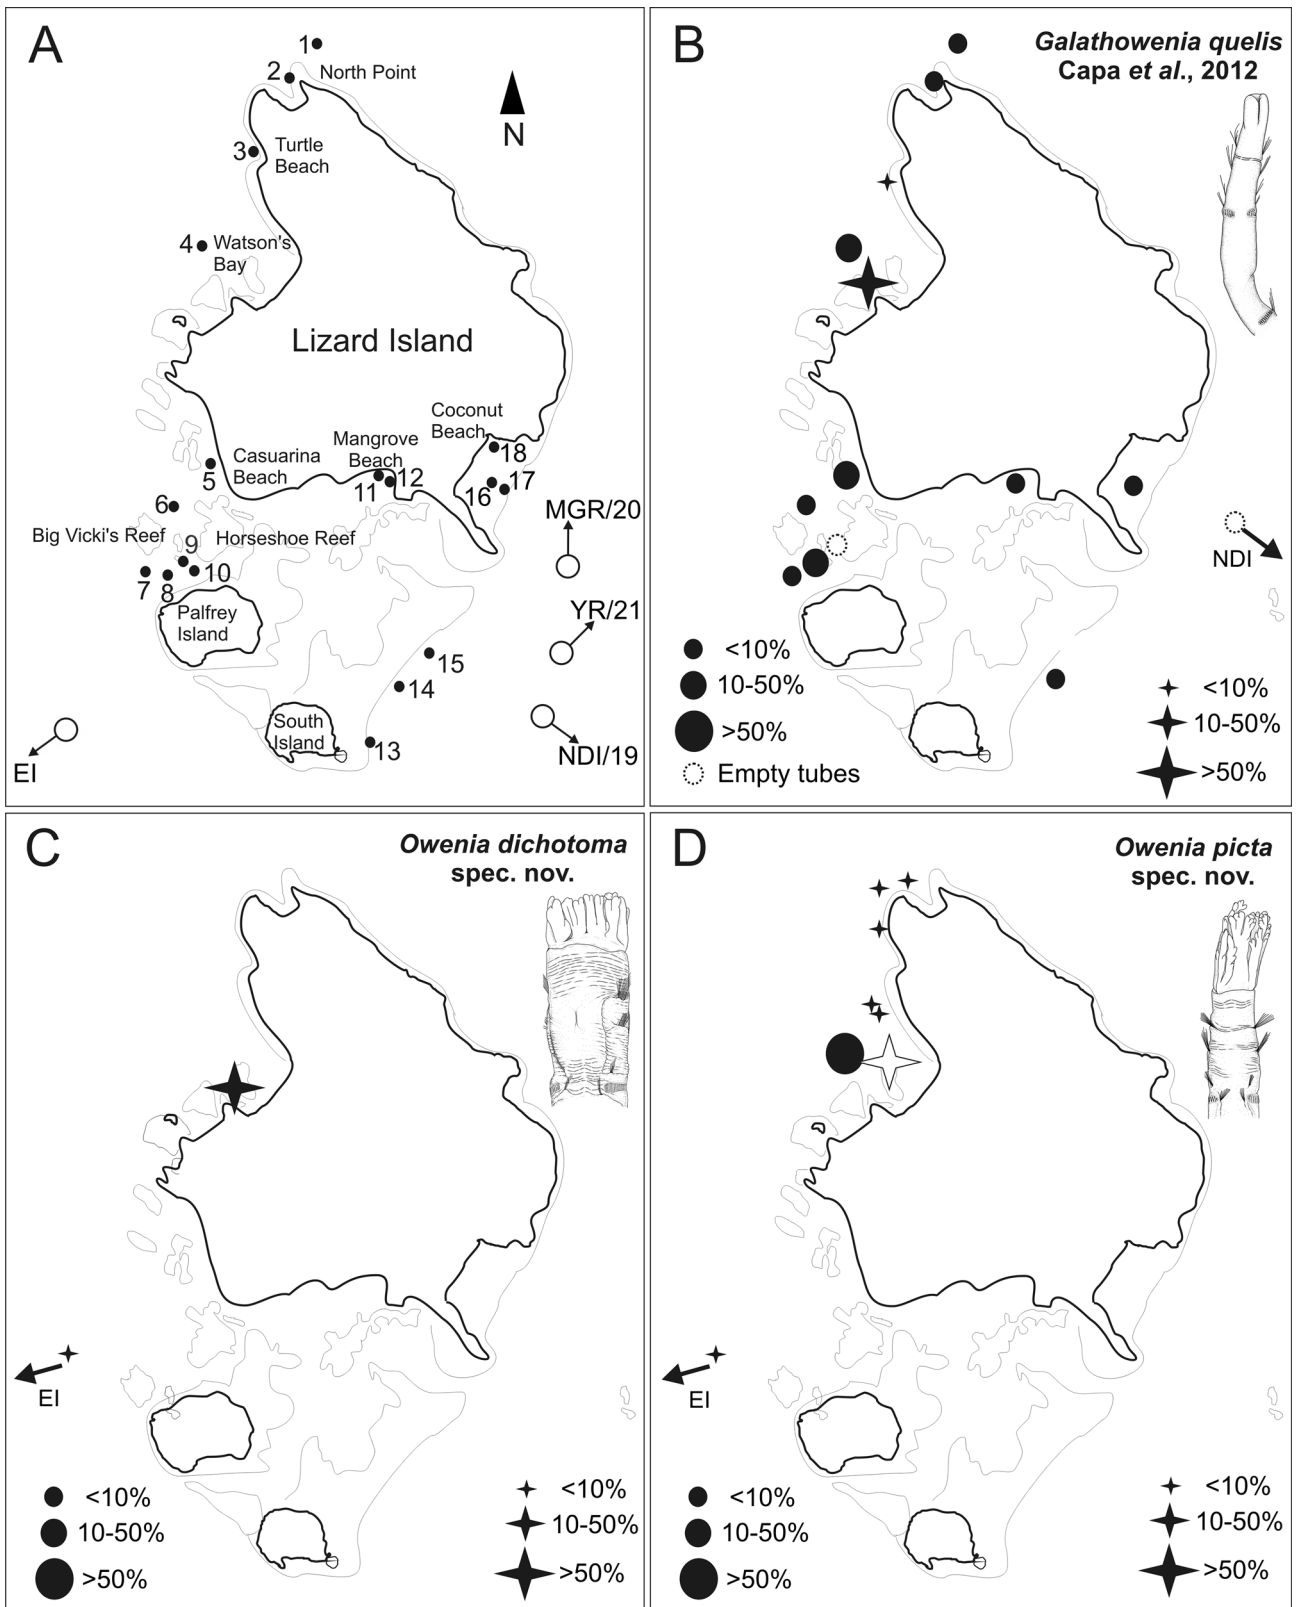 A
1
2
North Point
N
3
Turtle
Beach
4
Watson's
Bay
Lizard Island
Coconut
Beach
18
Mangrove
Beach
Casuarina
Beach
5
11
12
16
17
6
MGR/20
Big Vicki's Reef
Horseshoe Reef
9
7
8
10
YR/21
Palfrey
Island
15
14
South
Island
13
NDI/19
EI
B
Galathowenia quelis
Capa et al., 2012
NDI
<10%
10-50%
>50%
Empty tubes
<10%
10-50%
>50%
C
Owenia dichotoma
spec. nov.
EI
<10%
10-50%
>50%
<10%
10-50%
>50%
D
Owenia picta
spec. nov.
EI
<10%
10-50%
>50%
<10%
10-50%
>50%